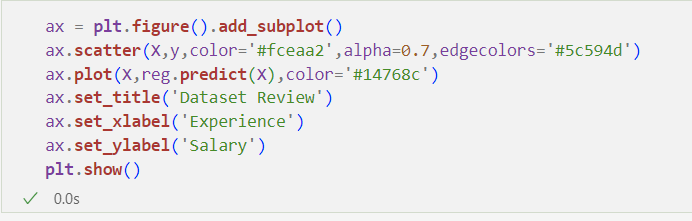 ax = plt.figure().add_subplot()
ax.scatter(X,y,color='#fceaa2',alpha=0.7,edgecolors='#5c594d')
ax.plot(X,reg.predict(X),color='#14768c')
ax.set_title('Dataset Review')
ax.set_xlabel('Experience')
ax.set_ylabel('Salary')
plt.show()
0.0s